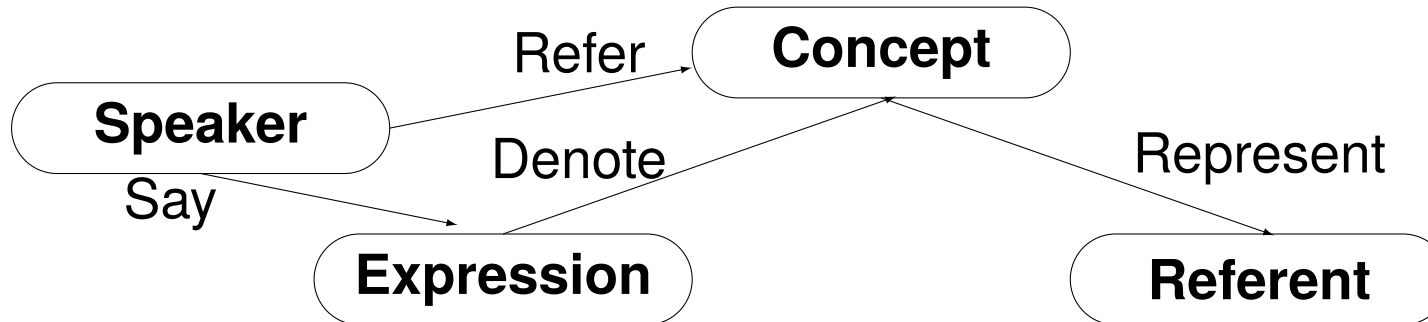 Concept
Refer
Speaker
Denote
Represent
Say
Expression
Referent